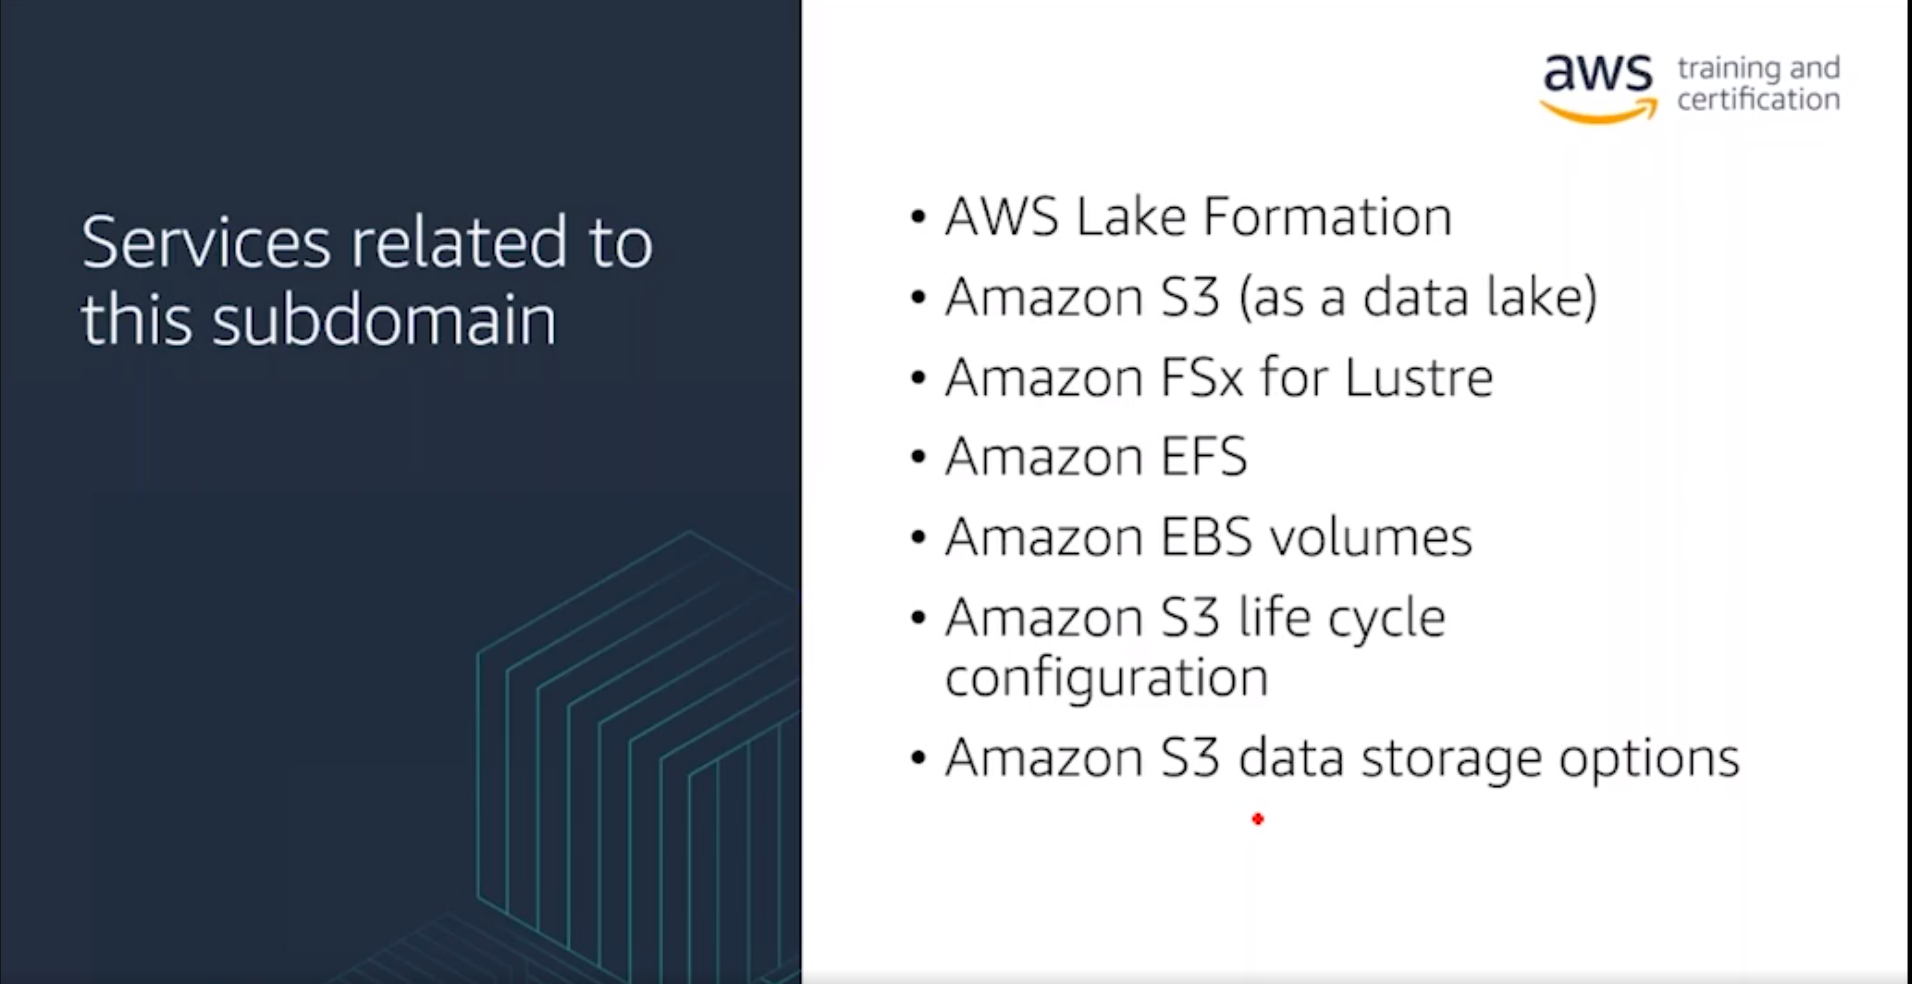 Services related to
this subdomain
aws training and
certification
• AWS Lake Formation
• Amazon S3 (as a data lake)
• Amazon FSx for Lustre
• Amazon EFS
• Amazon EBS volumes
• Amazon S3 life cycle
configuration
• Amazon S3 data storage options